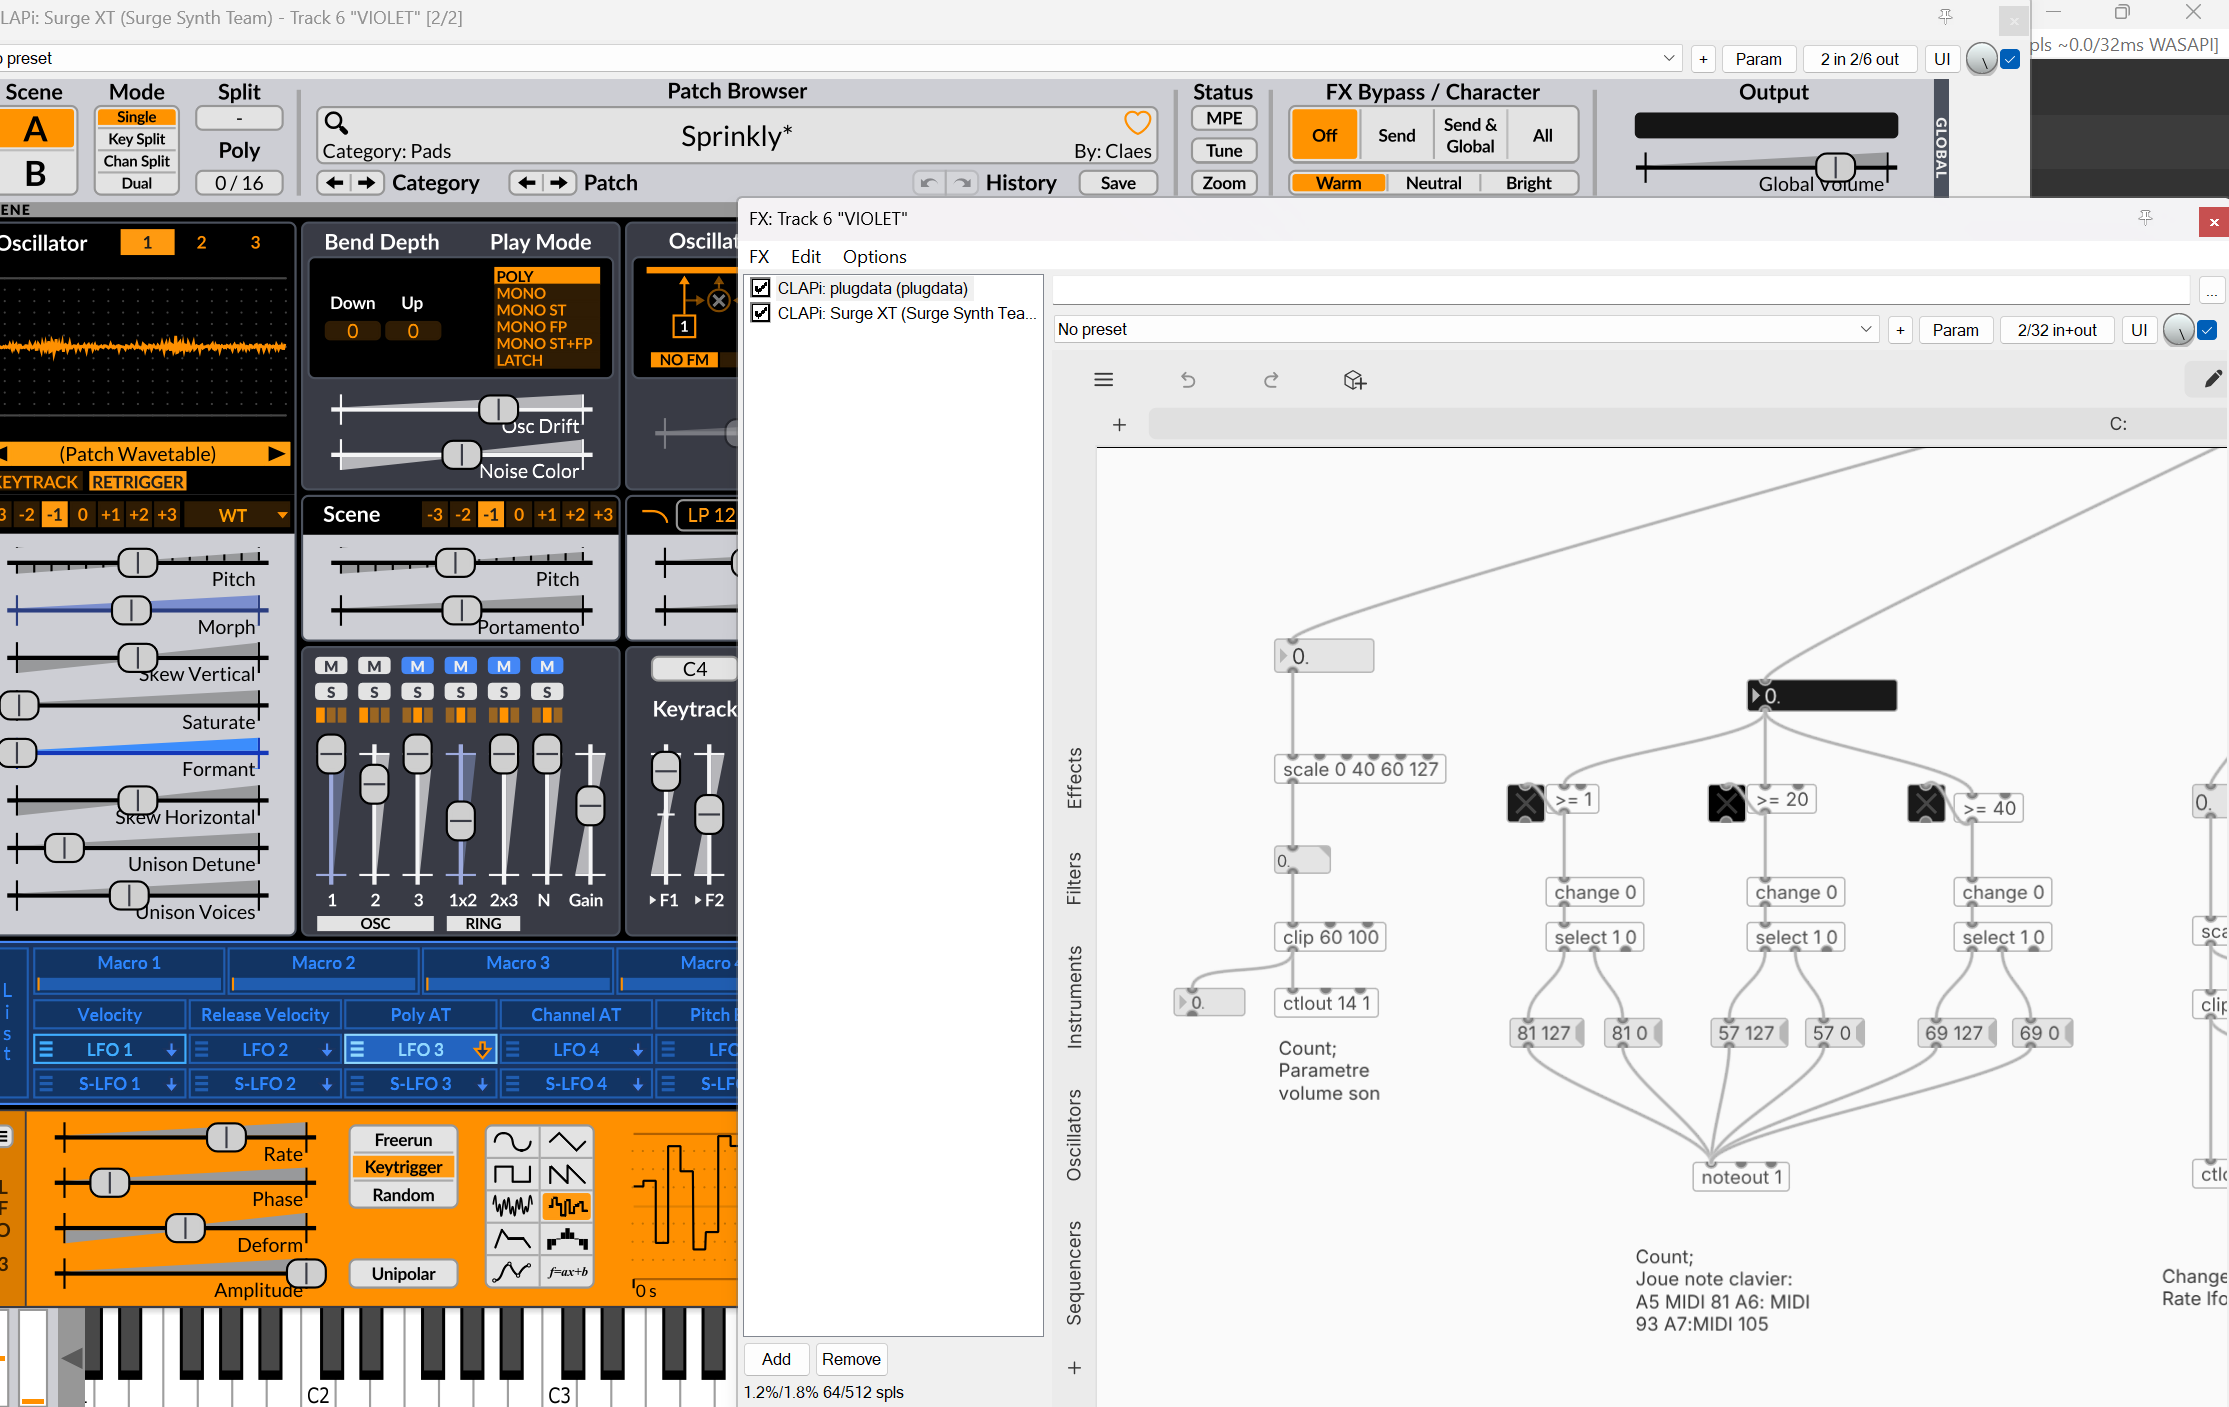 LAPi: Surge XT (Surge Synth Team) - Track 6 "VIOLET" [2/2]
pls ~0.0/32ms WASAPI]
preset
+
Param
2 in 2/6 out
UI
Scene
A
B
Mode
Single
Key Split
Chan Split
Dual
Split
-
Poly
0 / 16
Patch Browser
Sprinkly*
Category: Pads
By: Claes
Category
Patch
History
Save
Status
MPE
Tune
Zoom
FX Bypass / Character
Off
Send
Send &
Global
All
Warm
Neutral
Bright
Output
Global Volume
GLOBAL
ENE
Oscillator
1
2
3
(Patch Wavetable)
KEYTRACK
RETRIGGER
3 -2 -1 0 +1 +2 +3
WT
Pitch
Morph
Skew Vertical
Saturate
Formant
Skew Horizontal
Unison Detune
Unison Voices
Bend Depth
Play Mode
Down
Up
0
0
POLY
MONO
MONO ST
MONO FP
MONO ST+FP
LATCH
Osc Drift
Noise Color
Oscillat
1
NO FM
Scene
-3 -2 -1 0 +1 +2 +3
LP 12
Pitch
Portamento
M M M M M M
S S S S S S
1 2 3 1x2 2x3 N Gain
OSC
RING
C4
Keytrack
F1
F2
List
Macro 1
Macro 2
Macro 3
Macro
Velocity
Release Velocity
Poly AT
Channel AT
Pitch
LFO 1
LFO 2
LFO 3
LFO 4
LFO
S-LFO 1
S-LFO 2
S-LFO 3
S-LFO 4
S-LF
LFO 3
Rate
Phase
Deform
Amplitude
Freerun
Keytrigger
Random
Unipolar
f=ax+b
0 s
C2
C3
FX: Track 6 "VIOLET"
FX
Edit
Options
CLAPi: plugdata (plugdata)
CLAPi: Surge XT (Surge Synth Tea...
...
No preset
+
Param
2/32 in+out
UI
+
C:
Effects
Filters
Instruments
Oscillators
Sequencers
+
0.
scale 0 40 60 127
0.
clip 60 100
0.
ctlout 14 1
Count;
Parametre
volume son
0.
>= 1
>= 20
>= 40
change 0
change 0
change 0
select 1 0
select 1 0
select 1 0
81 127
81 0
57 127
57 0
69 127
69 0
noteout 1
Count;
Joue note clavier:
A5 MIDI 81 A6: MIDI
93 A7:MIDI 105
0.
sca
clip
ctlo
Change
Rate lfo
Add
Remove
1.2%/1.8% 64/512 spls